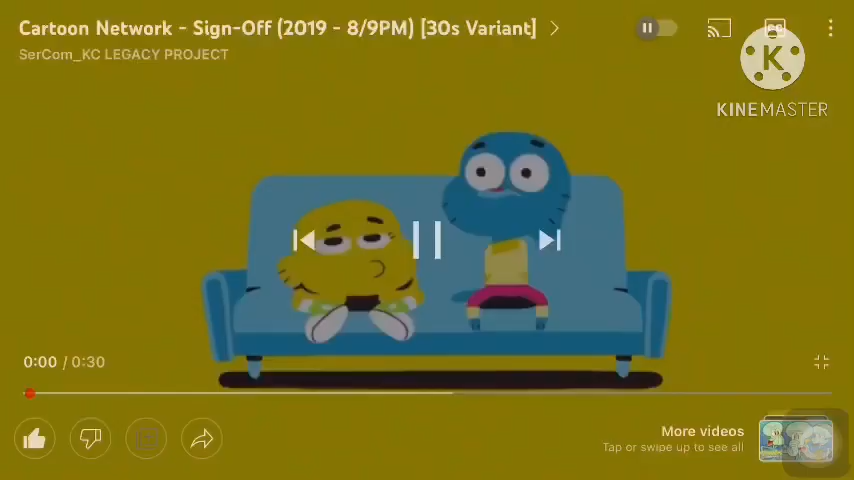 Cartoon Network - Sign-Off (2019 - 8/9PM) [30s Variant]
SerCom_KC LEGACY PROJECT
CC
K
KINEMASTER
0:00 / 0:30
More videos
Tap or swipe up to see all